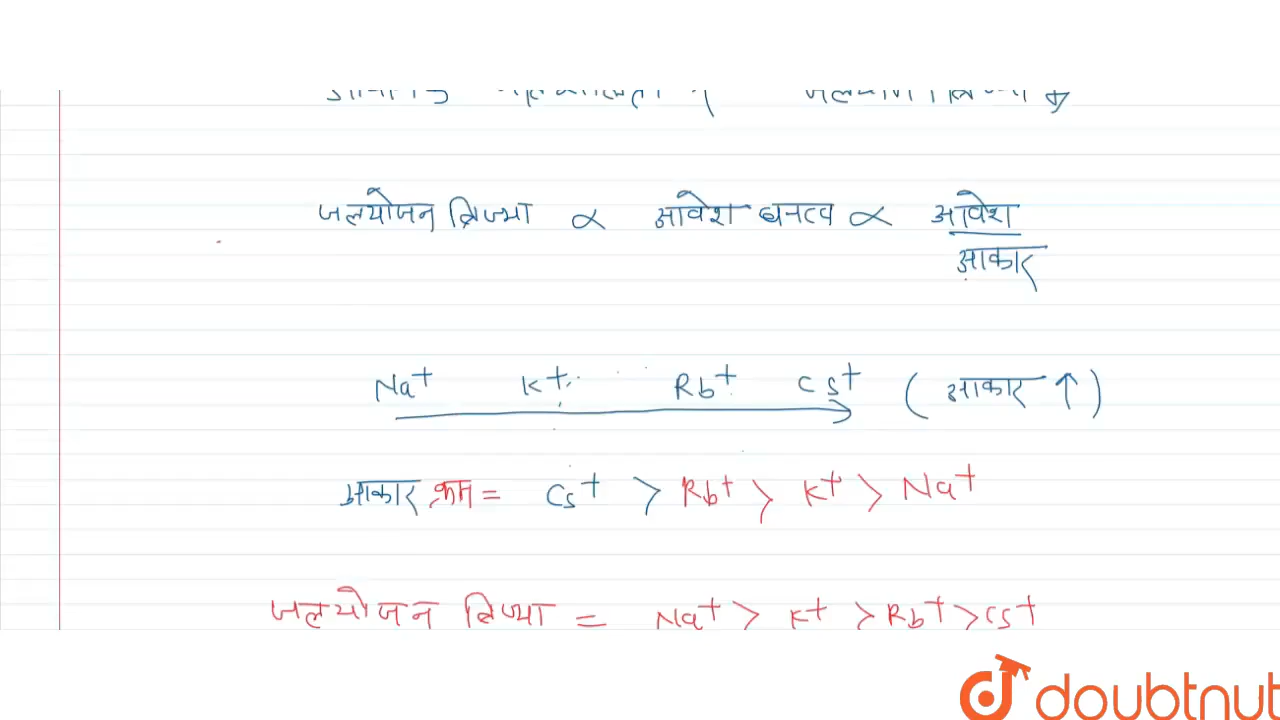 जलयोजन त्रिज्या ∝ आवेश घनत्व ∝ आवेश
आकार
Na⁺ K⁺ Rb⁺ Cs⁺ (आकार ↑)
आकार क्रम = Cs⁺ > Rb⁺ > K⁺ > Na⁺
जलयोजन त्रिज्या = Na⁺ > K⁺ > Rb⁺ > Cs⁺
doubtnut